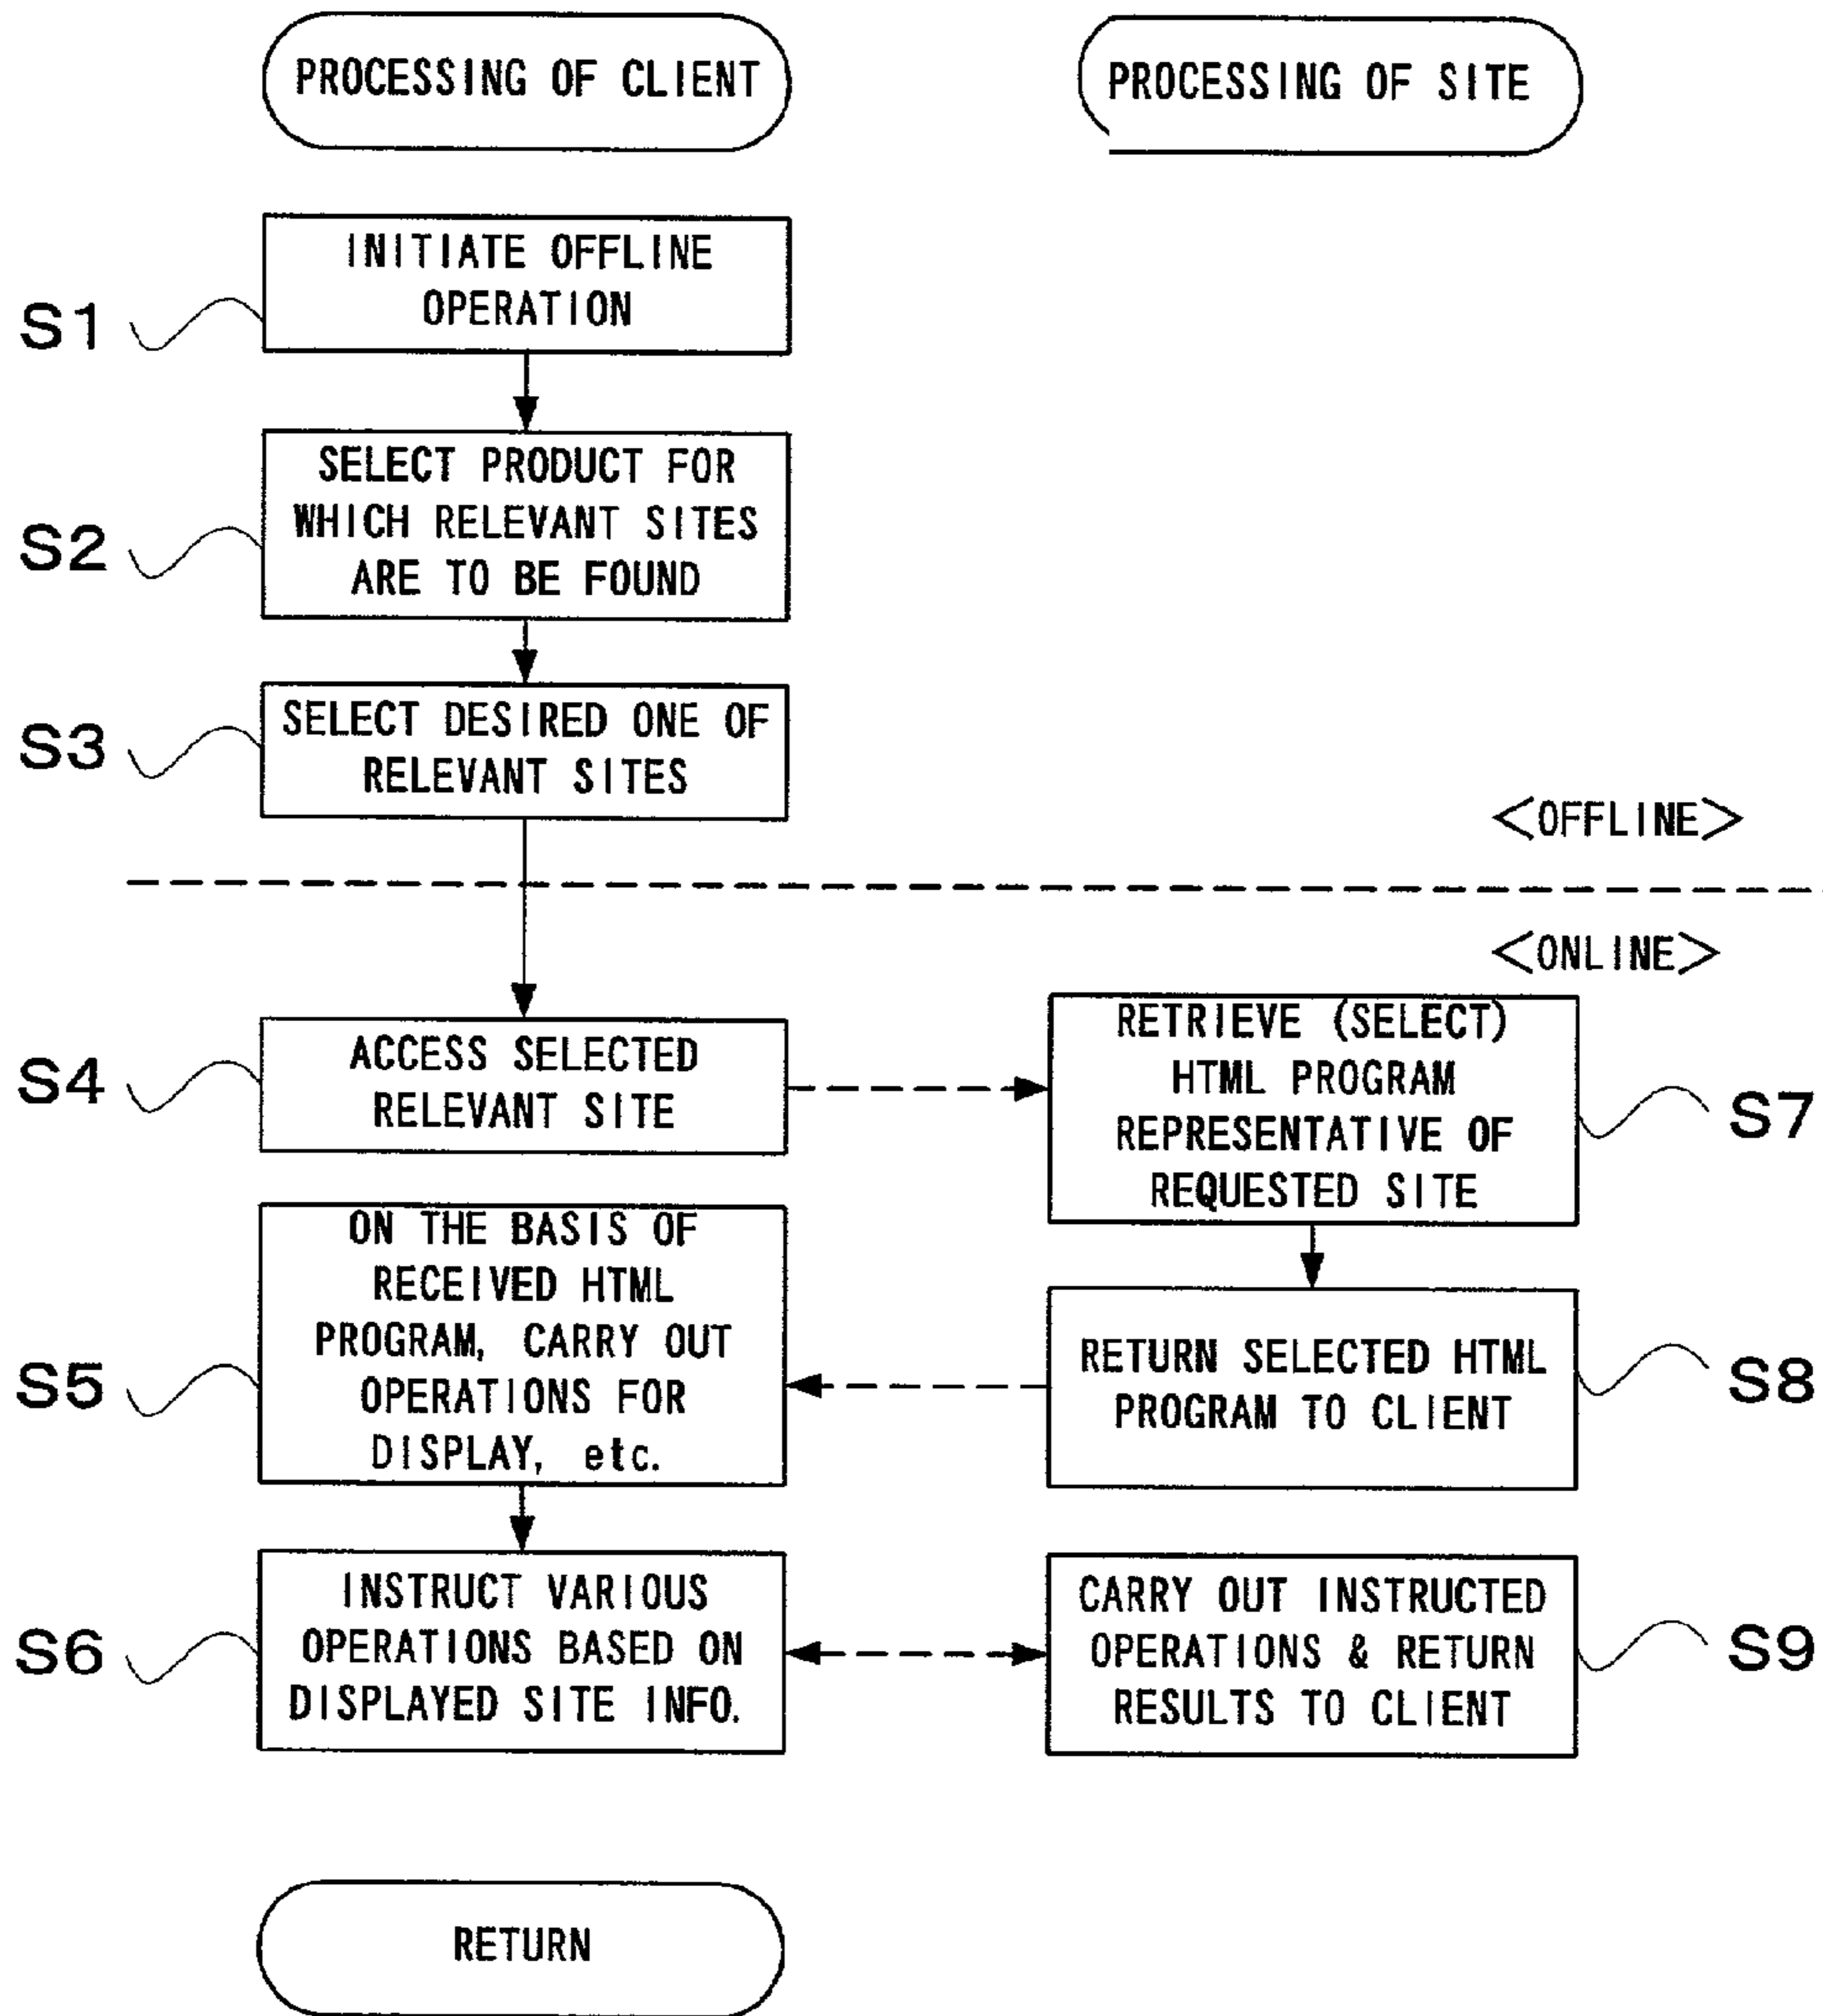 PROCESSING OF CLIENT
PROCESSING OF SITE
S1
INITIATE OFFLINE
OPERATION
S2
SELECT PRODUCT FOR
WHICH RELEVANT SITES
ARE TO BE FOUND
S3
SELECT DESIRED ONE OF
RELEVANT SITES
<OFFLINE>
<ONLINE>
S4
ACCESS SELECTED
RELEVANT SITE
RETRIEVE (SELECT)
HTML PROGRAM
REPRESENTATIVE OF
REQUESTED SITE
S7
S5
ON THE BASIS OF
RECEIVED HTML
PROGRAM, CARRY OUT
OPERATIONS FOR
DISPLAY, etc.
RETURN SELECTED HTML
PROGRAM TO CLIENT
S8
S6
INSTRUCT VARIOUS
OPERATIONS BASED ON
DISPLAYED SITE INFO.
CARRY OUT INSTRUCTED
OPERATIONS & RETURN
RESULTS TO CLIENT
S9
RETURN